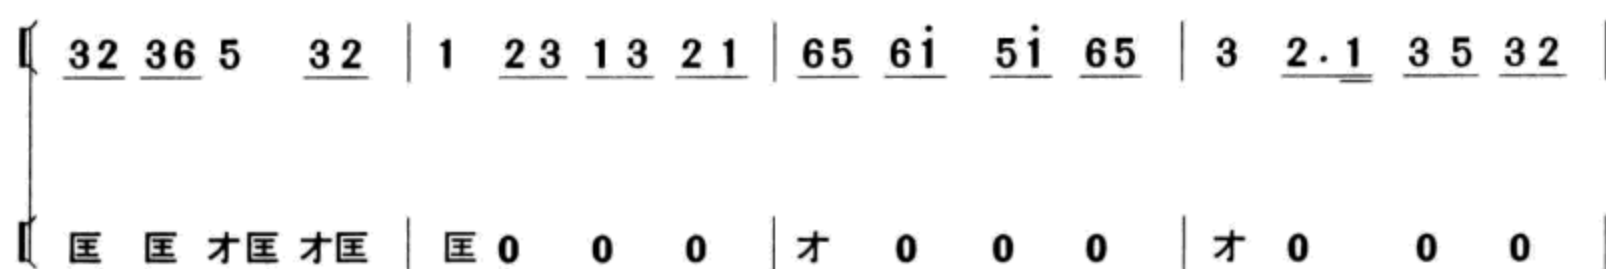 32 36 5 32 | 1 23 13 21 | 65 6i 5i 65 | 3 2.1 35 32 |
匡 匡 才匡 才匡 | 匡 0 0 0 | 才 0 0 0 | 才 0 0 0 |